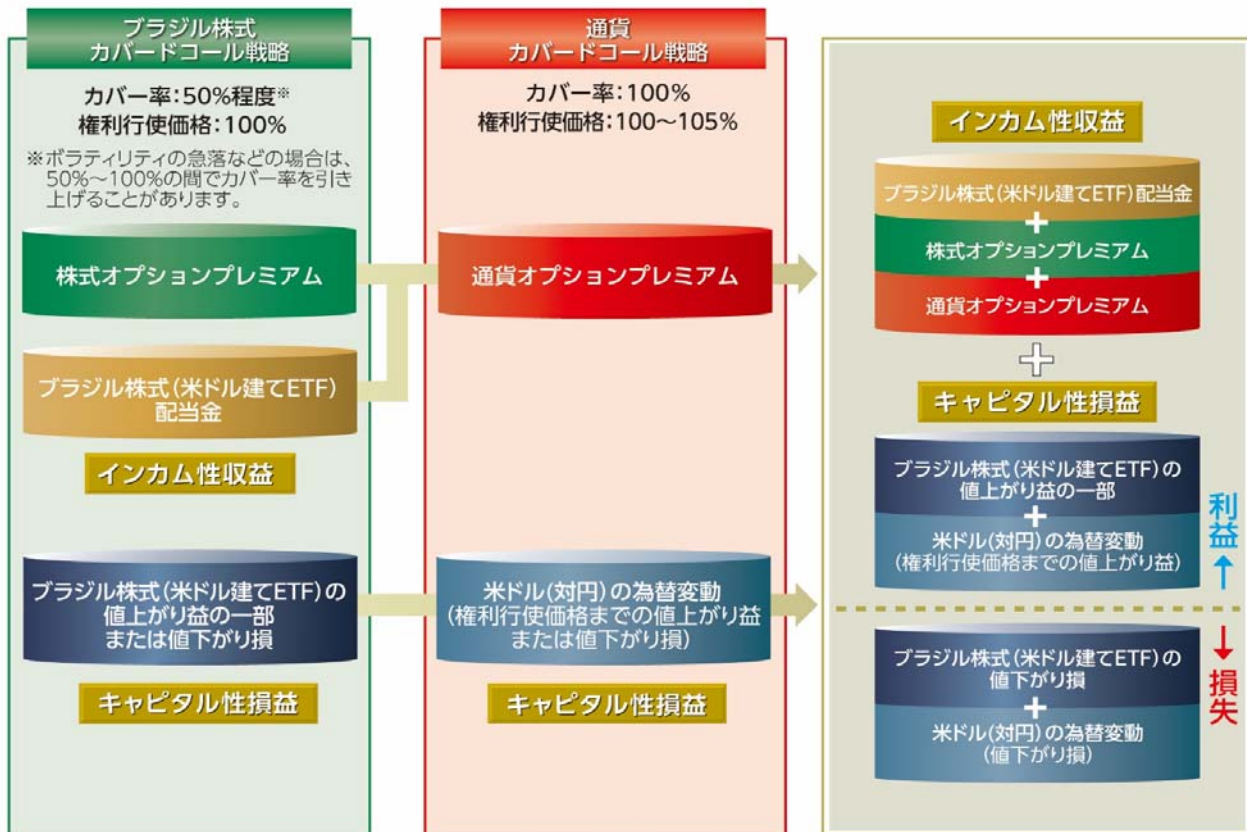 ブラジル株式
カバードコール戦略
カバー率：50%程度※
権利行使価格：100%
※ボラティリティの急落などの場合は、
50%～100%の間でカバー率を引き
上げることがあります。
株式オプションプレミアム
ブラジル株式（米ドル建てETF）
配当金
インカム性収益
ブラジル株式（米ドル建てETF）の
値上がり益の一部
または値下がり損
キャピタル性損益
通貨
カバードコール戦略
カバー率：100%
権利行使価格：100～105%
通貨オプションプレミアム
米ドル（対円）の為替変動
（権利行使価格までの値上がり益
または値下がり損）
キャピタル性損益
インカム性収益
ブラジル株式（米ドル建てETF）配当金
+
株式オプションプレミアム
+
通貨オプションプレミアム
+
キャピタル性損益
ブラジル株式（米ドル建てETF）の
値上がり益の一部
+
米ドル（対円）の為替変動
（権利行使価格までの値上がり益）
利益↑
ブラジル株式（米ドル建てETF）の
値下がり損
+
米ドル（対円）の為替変動
（値下がり損）
↓損失